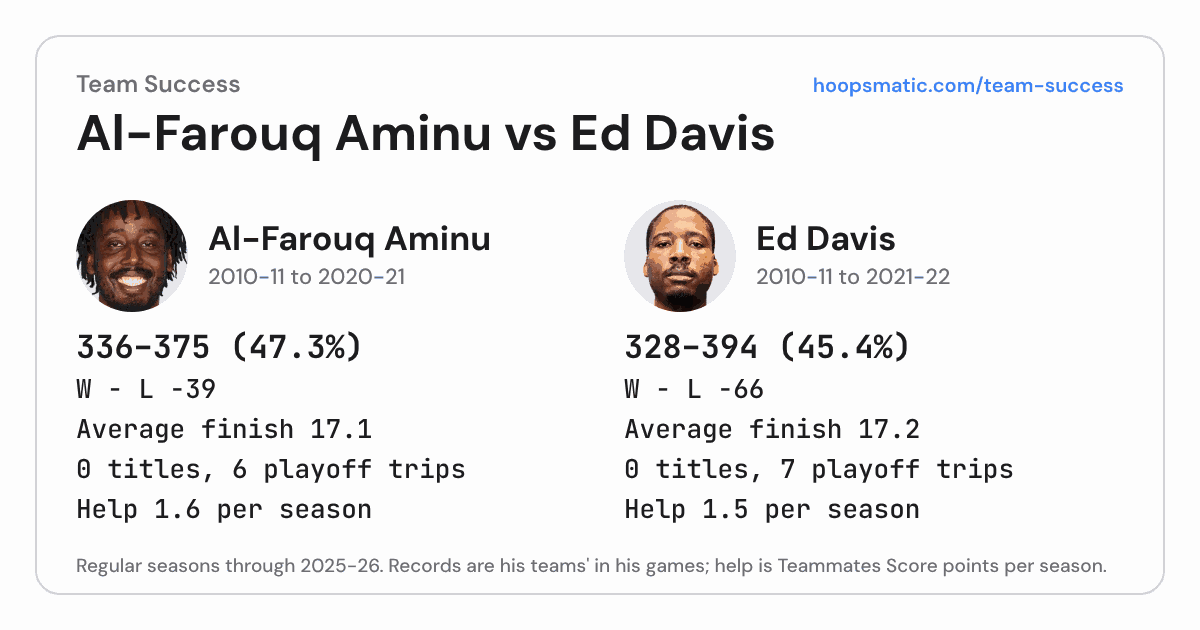 Team Success
hoopsmatic.com/team-success
Al-Farouq Aminu vs Ed Davis
Al-Farouq Aminu
2010-11 to 2020-21
336-375 (47.3%)
W - L -39
Average finish 17.1
0 titles, 6 playoff trips
Help 1.6 per season
Ed Davis
2010-11 to 2021-22
328-394 (45.4%)
W - L -66
Average finish 17.2
0 titles, 7 playoff trips
Help 1.5 per season
Regular seasons through 2025-26. Records are his teams' in his games; help is Teammates Score points per season.